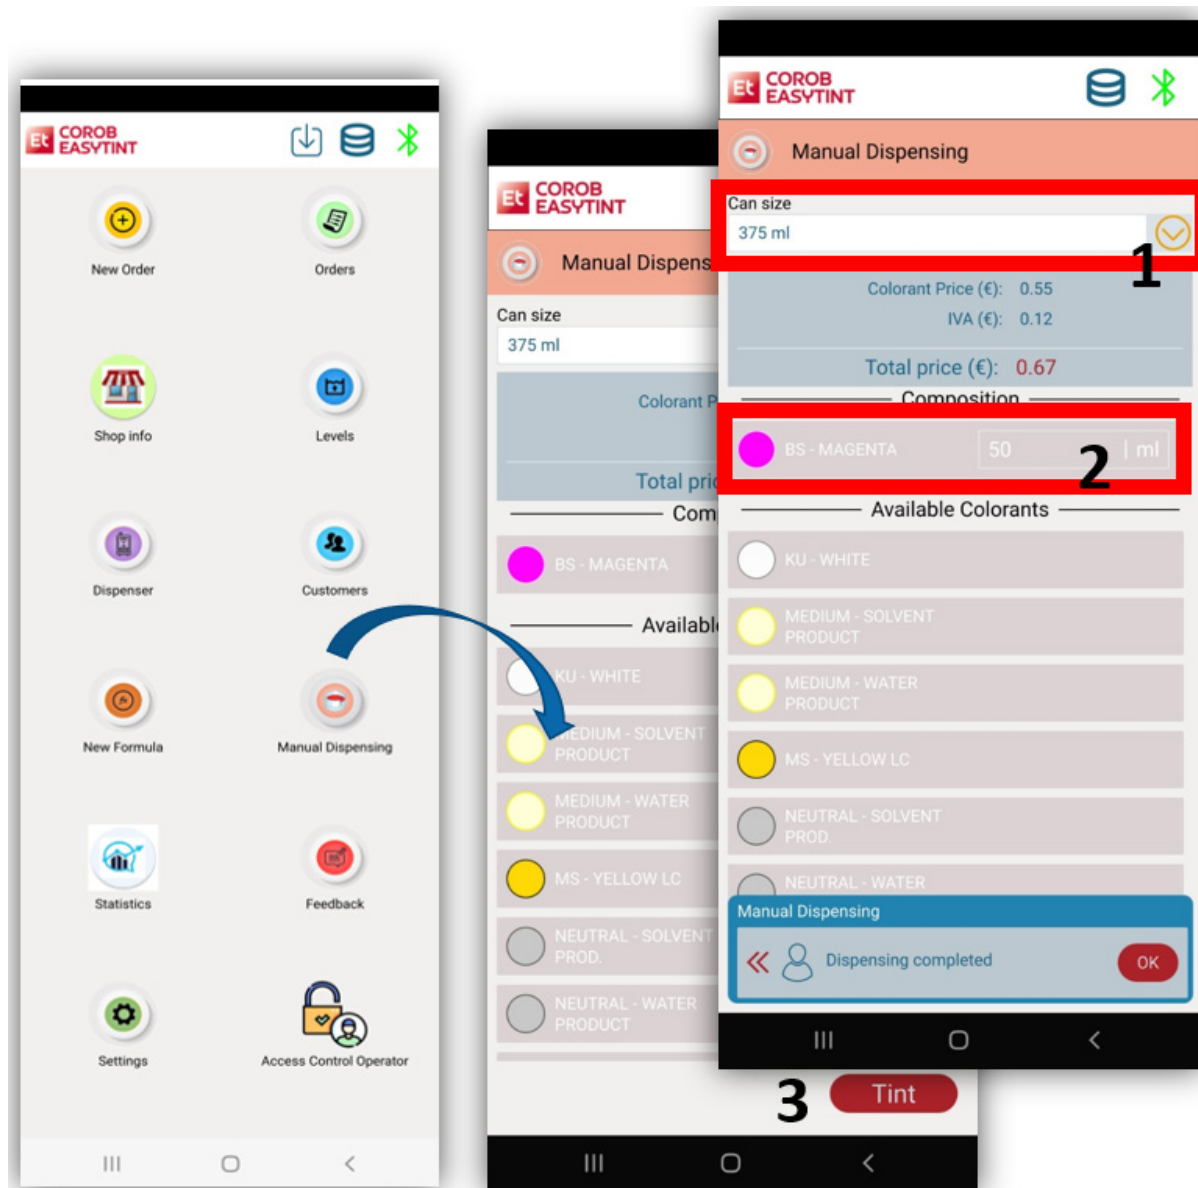 Et COROB
EASYTINT
New Order
Orders
Shop info
Levels
Dispenser
Customers
New Formula
Manual Dispensing
Statistics
Feedback
Settings
Access Control Operator
Et COROB
EASYTINT
Manual Dispens
Can size
375 ml
Colorant P
Total pric
Com
BS - MAGENTA
Availabl
KU - WHITE
MEDIUM - SOLVENT
PRODUCT
MEDIUM - WATER
PRODUCT
MS - YELLOW LC
NEUTRAL - SOLVENT
PROD.
NEUTRAL - WATER
PRODUCT
3 Tint
Et COROB
EASYTINT
Manual Dispensing
Can size
375 ml
1
Colorant Price (€): 0.55
IVA (€): 0.12
Total price (€): 0.67
Composition
BS - MAGENTA 50 | ml
2
Available Colorants
KU - WHITE
MEDIUM - SOLVENT
PRODUCT
MEDIUM - WATER
PRODUCT
MS - YELLOW LC
NEUTRAL - SOLVENT
PROD.
NEUTRAL - WATER
Manual Dispensing
Dispensing completed OK